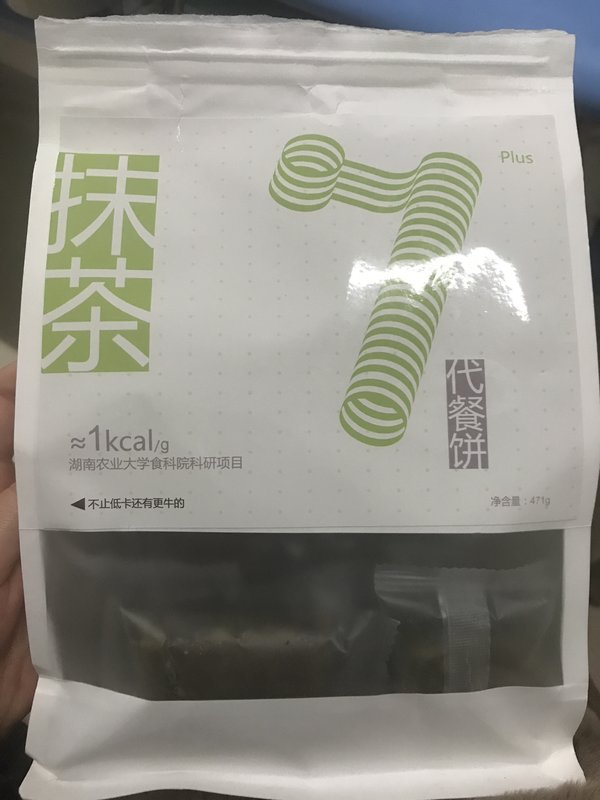 抹茶
7
Plus
代餐饼
≈1kcal/g
湖南农业大学食科院科研项目
◀不止低卡还有更牛的
净含量：471g